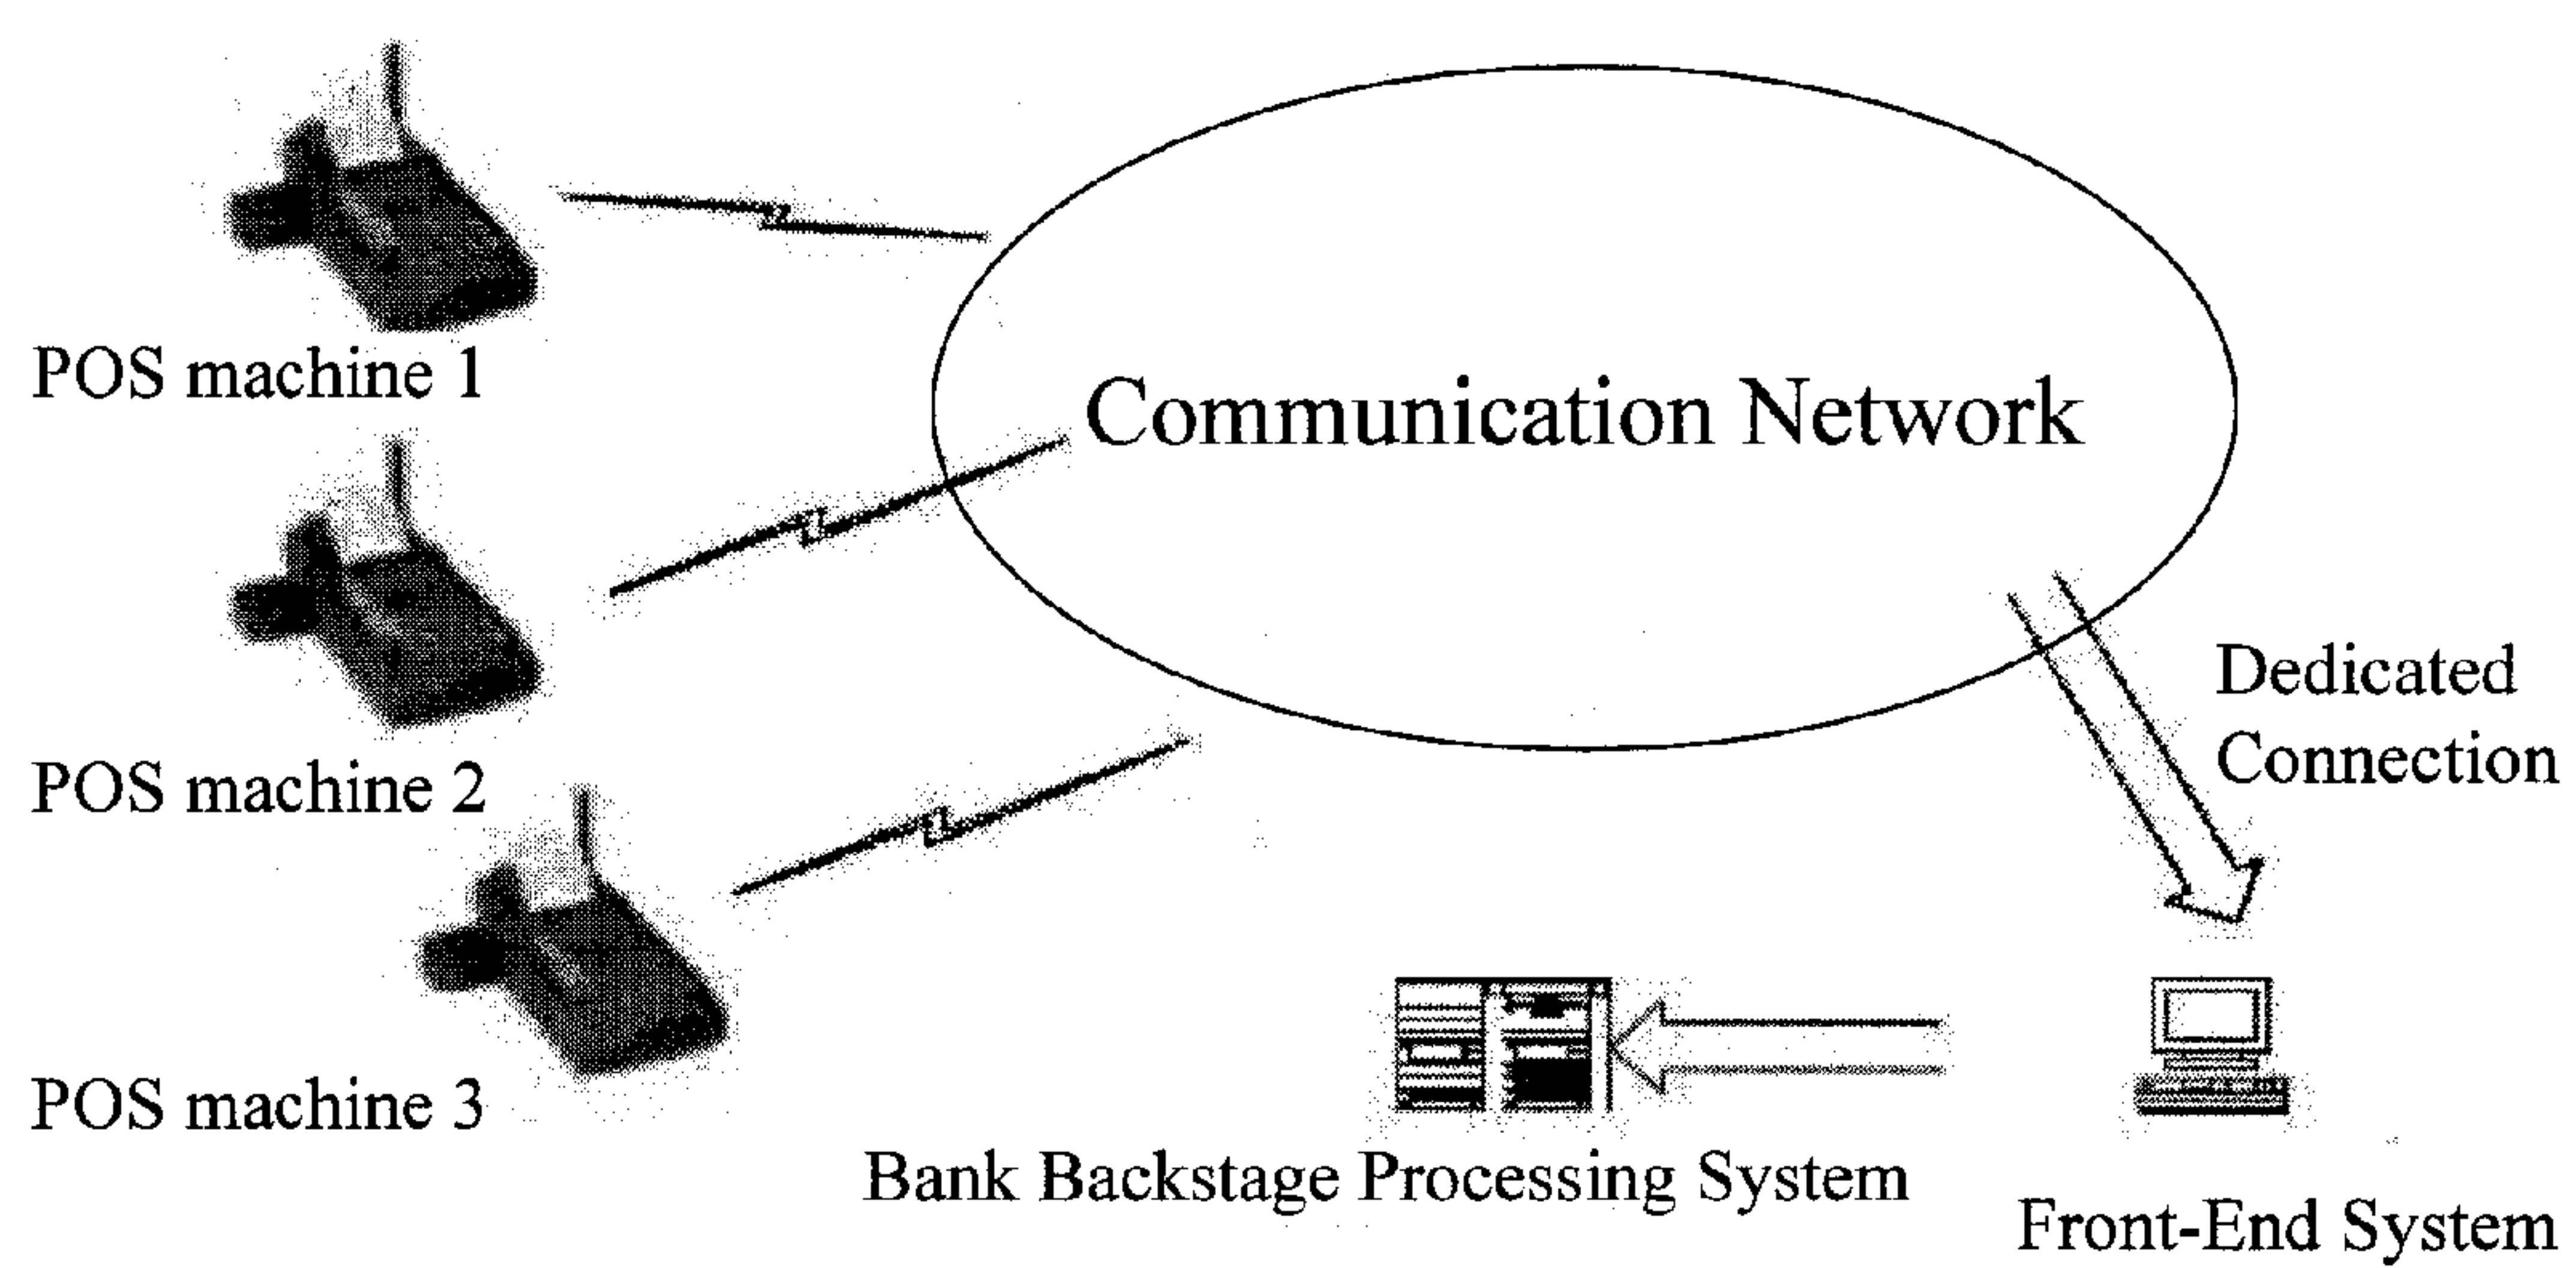 POS machine 1
Communication Network
POS machine 2
Dedicated
Connection
POS machine 3
Bank Backstage Processing System
Front-End System